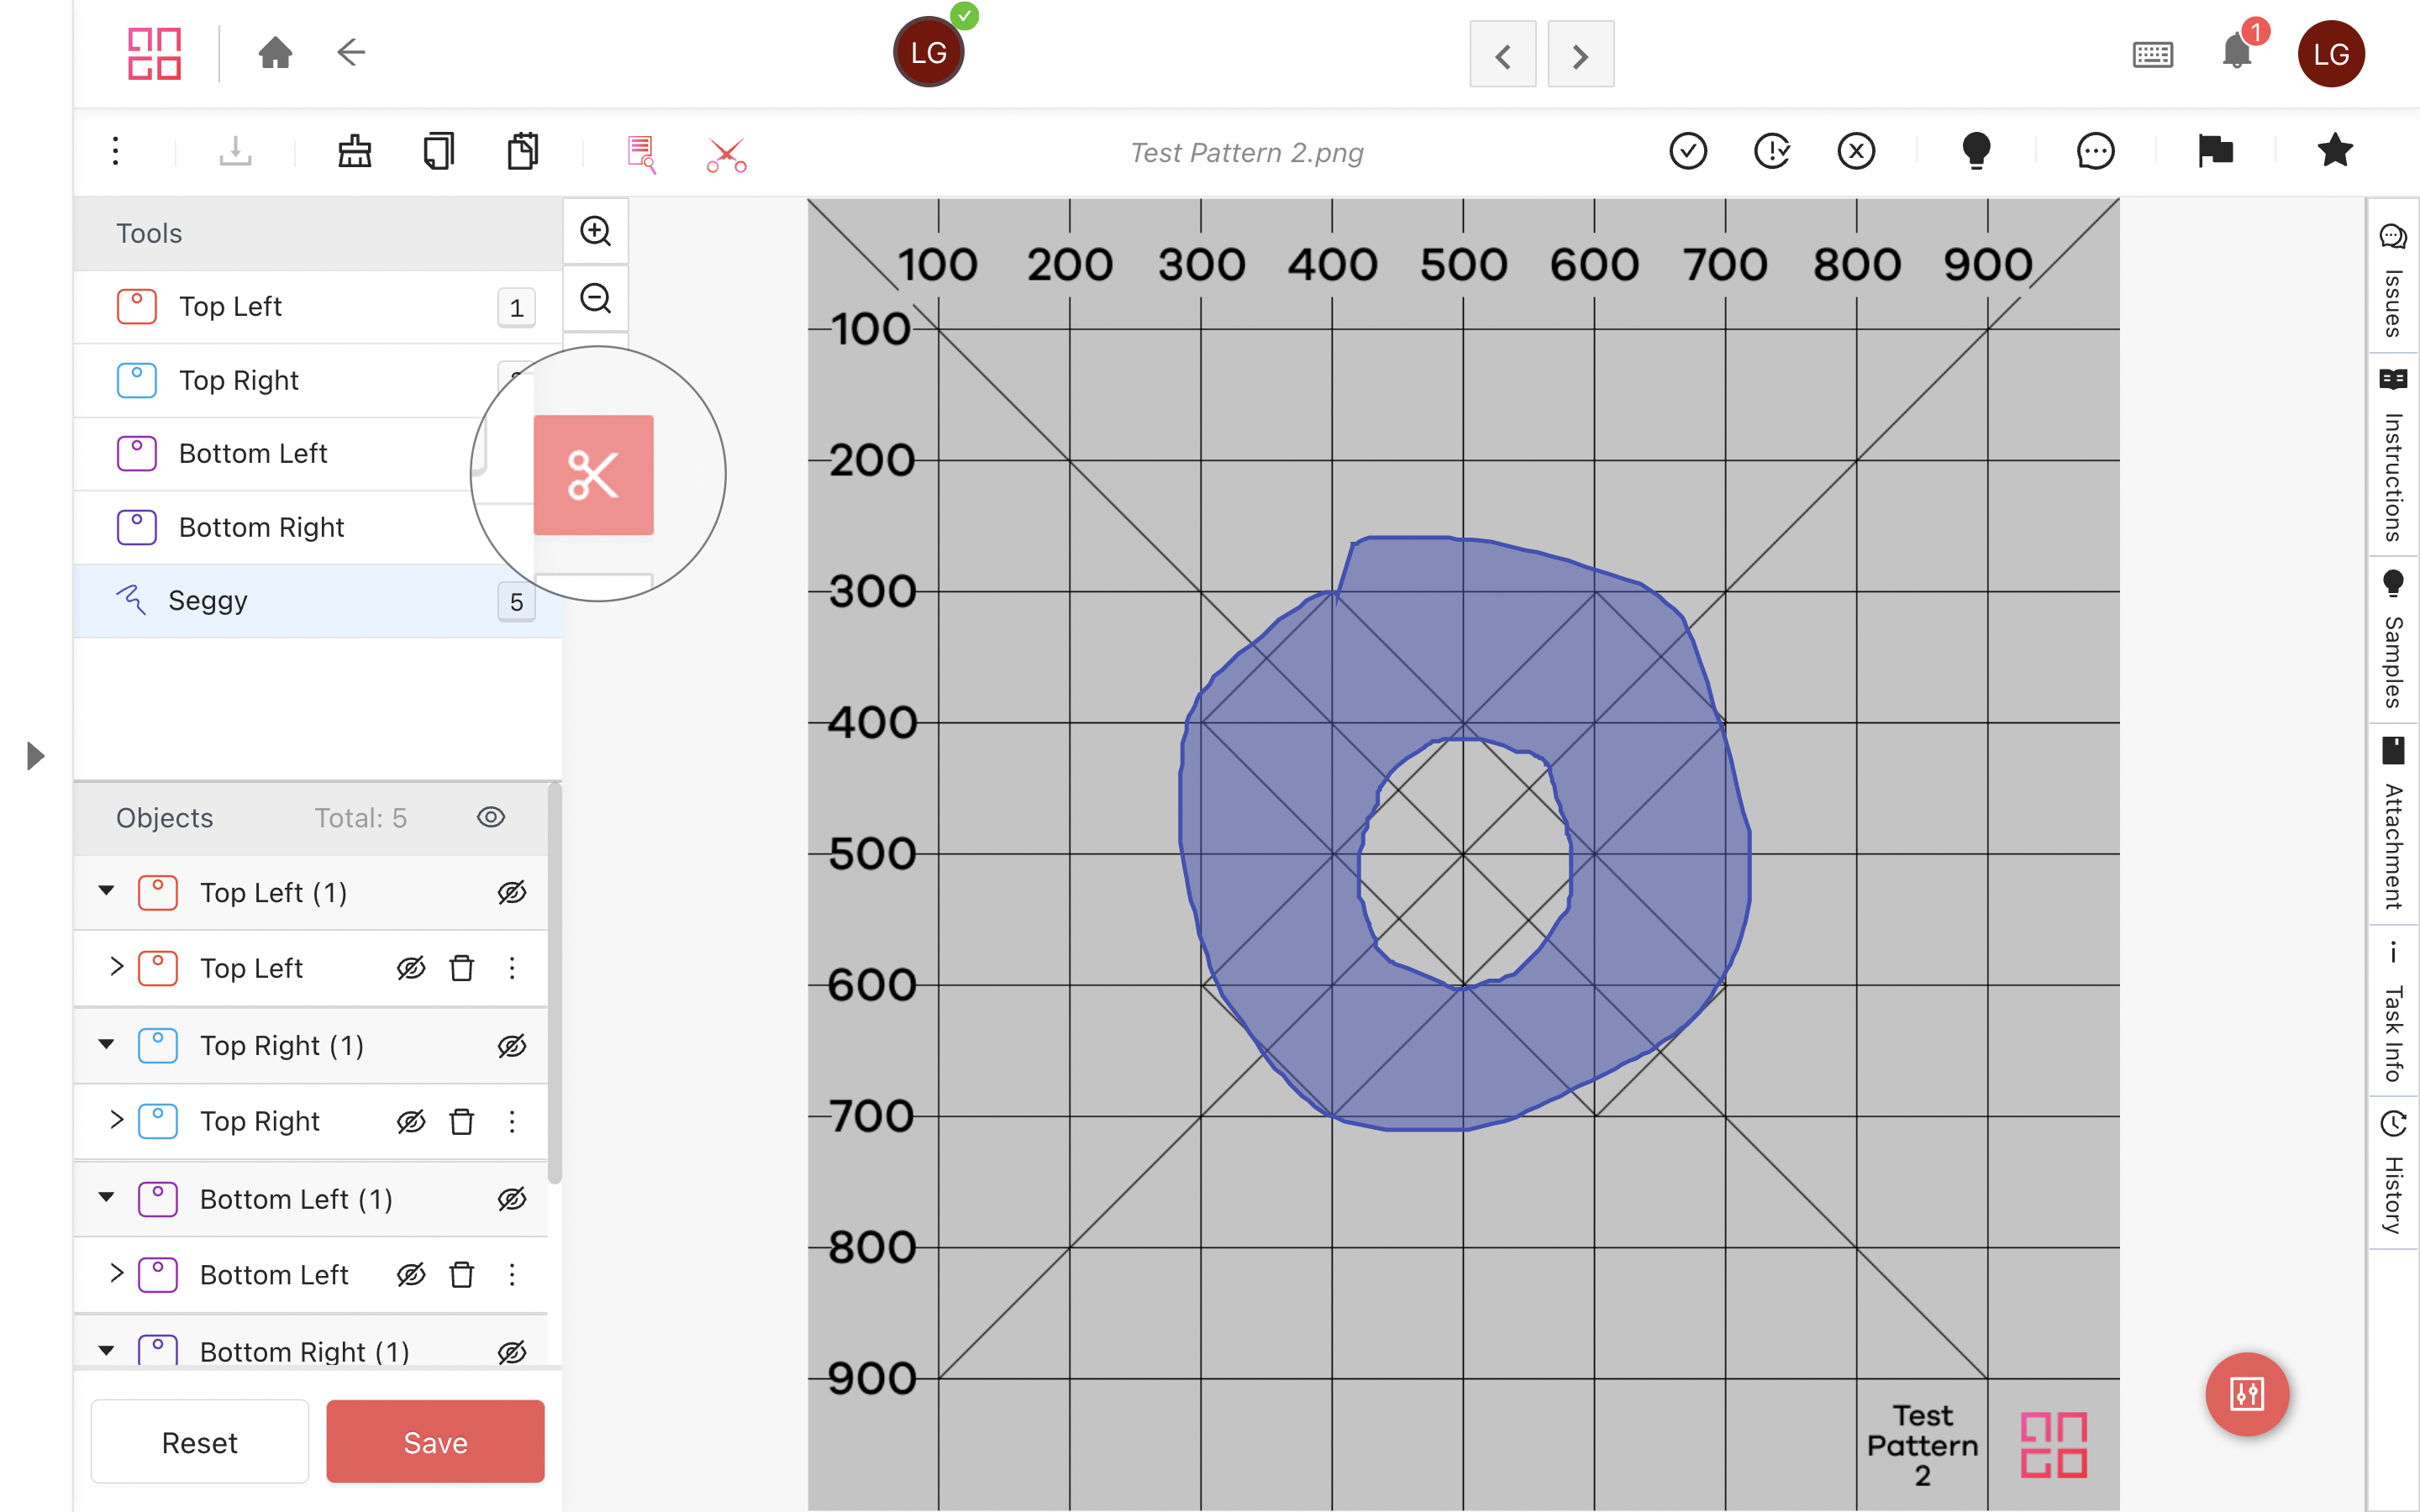 LG
1
LG
Test Pattern 2.png
Tools
Top Left 1
Top Right
Bottom Left
Bottom Right
Seggy 5
Objects Total: 5
Top Left (1)
Top Left
Top Right (1)
Top Right
Bottom Left (1)
Bottom Left
Bottom Right (1)
Reset Save
100 200 300 400 500 600 700 800 900
100
200
300
400
500
600
700
800
900
Test
Pattern
2
Issues
Instructions
Samples
Attachment
Task Info
History